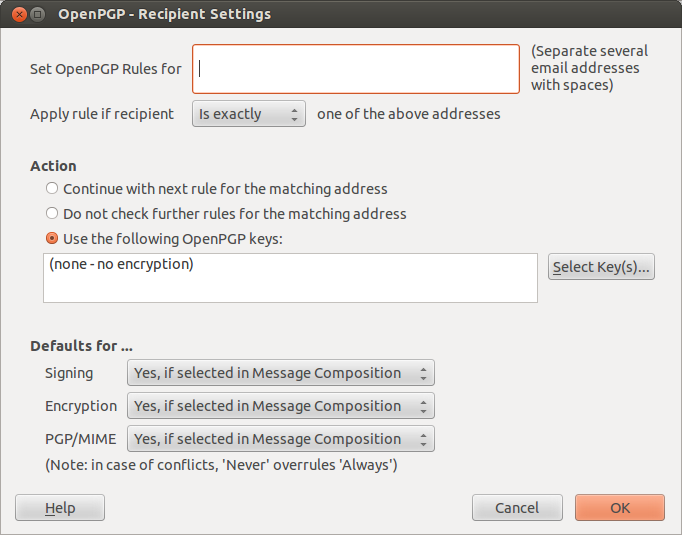 OpenPGP - Recipient Settings
Set OpenPGP Rules for
(Separate several
email addresses
with spaces)
Apply rule if recipient Is exactly one of the above addresses
Action
Continue with next rule for the matching address
Do not check further rules for the matching address
Use the following OpenPGP keys:
(none - no encryption)
Select Key(s)...
Defaults for ...
Signing Yes, if selected in Message Composition
Encryption Yes, if selected in Message Composition
PGP/MIME Yes, if selected in Message Composition
(Note: in case of conflicts, 'Never' overrules 'Always')
Help Cancel OK